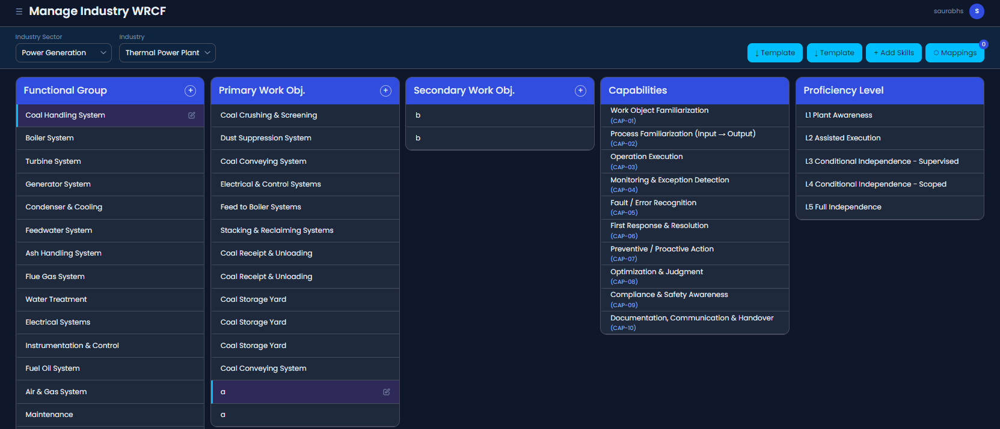 ☰ Manage Industry WRCF
saurabhs S
Industry Sector
Industry
Power Generation
Thermal Power Plant
↓ Template
↓ Template
+ Add Skills
⬡ Mappings
0
Functional Group
Coal Handling System
Boiler System
Turbine System
Generator System
Condenser & Cooling
Feedwater System
Ash Handling System
Flue Gas System
Water Treatment
Electrical Systems
Instrumentation & Control
Fuel Oil System
Air & Gas System
Maintenance
Primary Work Obj.
Coal Crushing & Screening
Dust Suppression System
Coal Conveying System
Electrical & Control Systems
Feed to Boiler Systems
Stacking & Reclaiming Systems
Coal Receipt & Unloading
Coal Receipt & Unloading
Coal Storage Yard
Coal Storage Yard
Coal Storage Yard
Coal Conveying System
a
a
Secondary Work Obj.
b
b
Capabilities
Work Object Familiarization
(CAP-01)
Process Familiarization (Input → Output)
(CAP-02)
Operation Execution
(CAP-03)
Monitoring & Exception Detection
(CAP-04)
Fault / Error Recognition
(CAP-05)
First Response & Resolution
(CAP-06)
Preventive / Proactive Action
(CAP-07)
Optimization & Judgment
(CAP-08)
Compliance & Safety Awareness
(CAP-09)
Documentation, Communication & Handover
(CAP-10)
Proficiency Level
L1 Plant Awareness
L2 Assisted Execution
L3 Conditional Independence - Supervised
L4 Conditional Independence - Scoped
L5 Full Independence